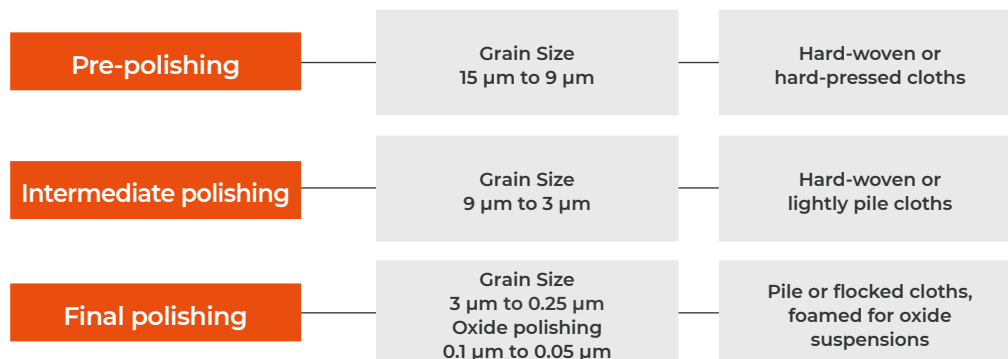 Pre-polishing
Grain Size
15 µm to 9 µm
Hard-woven or
hard-pressed cloths
Intermediate polishing
Grain Size
9 µm to 3 µm
Hard-woven or
lightly pile cloths
Final polishing
Grain Size
3 µm to 0.25 µm
Oxide polishing
0.1 µm to 0.05 µm
Pile or flocked cloths,
foamed for oxide
suspensions